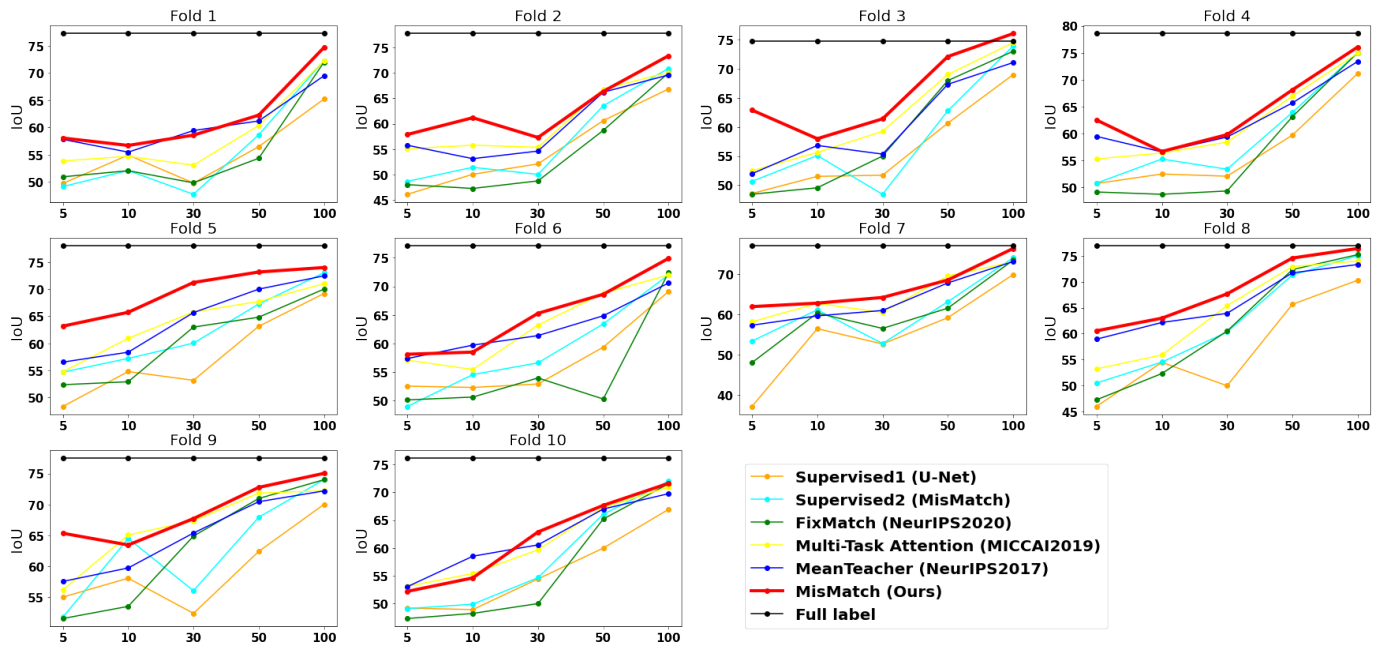 Fold 1
Fold 2
Fold 3
Fold 4
IoU
75
70
65
60
55
50
5 10 30 50 100
IoU
75
70
65
60
55
50
45
5 10 30 50 100
IoU
75
70
65
60
55
50
5 10 30 50 100
IoU
80
75
70
65
60
55
50
5 10 30 50 100
Fold 5
Fold 6
Fold 7
Fold 8
IoU
75
70
65
60
55
50
5 10 30 50 100
IoU
75
70
65
60
55
50
5 10 30 50 100
IoU
70
60
50
40
5 10 30 50 100
IoU
75
70
65
60
55
50
45
5 10 30 50 100
Fold 9
Fold 10
IoU
75
70
65
60
55
5 10 30 50 100
IoU
75
70
65
60
55
50
5 10 30 50 100
Supervised1 (U-Net)
Supervised2 (MisMatch)
FixMatch (NeurIPS2020)
Multi-Task Attention (MICCAI2019)
MeanTeacher (NeurIPS2017)
MisMatch (Ours)
Full label